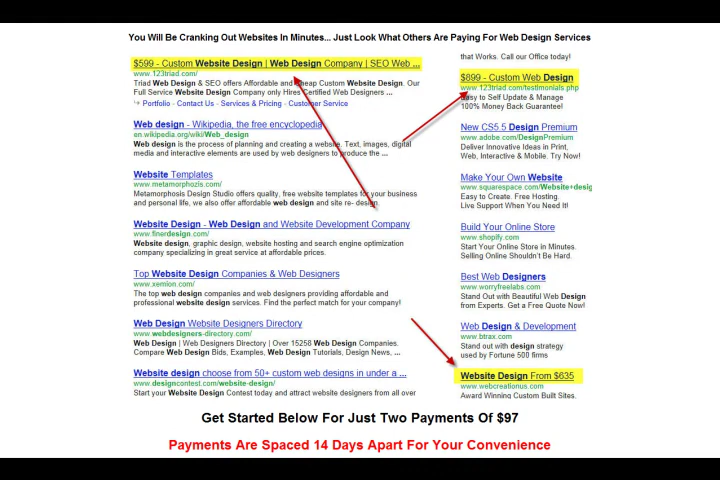 You Will Be Cranking Out Websites In Minutes... Just Look What Others Are Paying For Web Design Services
$599 - Custom Website Design | Web Design Company | SEO Web ...
www.123triad.com/
Triad Web Design & SEO offers Affordable and Cheap Custom Website Design. Our
Full Service Website Design Company only Hires Certified Web Designers ...
Portfolio - Contact Us - Services & Pricing - Customer Service
Web design - Wikipedia, the free encyclopedia
en.wikipedia.org/wiki/Web_design
Web design is the process of planning and creating a website. Text, images, digital
media and interactive elements are used by web designers to produce the ...
Website Templates
www.metamorphozis.com/
Metamorphosis Design Studio offers quality, free website templates for your business
and personal life, we also offer affordable web design and site re- design.
Website Design - Web Design and Website Development Company
www.finerdesign.com/
Website design, graphic design, website hosting and search engine optimization
company specializing in great service at affordable prices.
Top Website Design Companies & Web Designers
www.xemion.com/
The top web design companies and web designers providing affordable and
professional website design services. Find the perfect match for your company!
Web Design Website Designers Directory
www.webdesigners-directory.com/
Web Design | Web Designers Directory | Over 15258 Web Design Companies.
Compare Web Design Bids, Examples, Web Design Tutorials, Design News, ...
Website design choose from 50+ custom web designs in under a ...
www.designcontest.com/website-design/
Start your Website Design Contest today and attract website designers from all over
that Works. Call our Office today!
$899 - Custom Web Design
www.123triad.com/testimonials.php
Easy to Self Update & Manage
100% Money Back Guarantee!
New CS5.5 Design Premium
www.adobe.com/DesignPremium
Deliver Innovative Ideas in Print,
Web, Interactive & Mobile. Try Now!
Make Your Own Website
www.squarespace.com/Website+desig
Easy to Create. Free Hosting.
Live Support When You Need It!
Build Your Online Store
www.shopify.com
Start Your Online Store in Minutes.
Selling Online Shouldn't Be Hard.
Best Web Designers
www.worryfreelabs.com
Stand Out with Beautiful Web Design
from Experts. Get a Free Quote Now!
Web Design & Development
www.btrax.com
Stand out with design strategy
used by Fortune 500 firms
Website Design From $635
www.webcreationus.com
Award Winning Custom Built Sites.
Get Started Below For Just Two Payments Of $97
Payments Are Spaced 14 Days Apart For Your Convenience